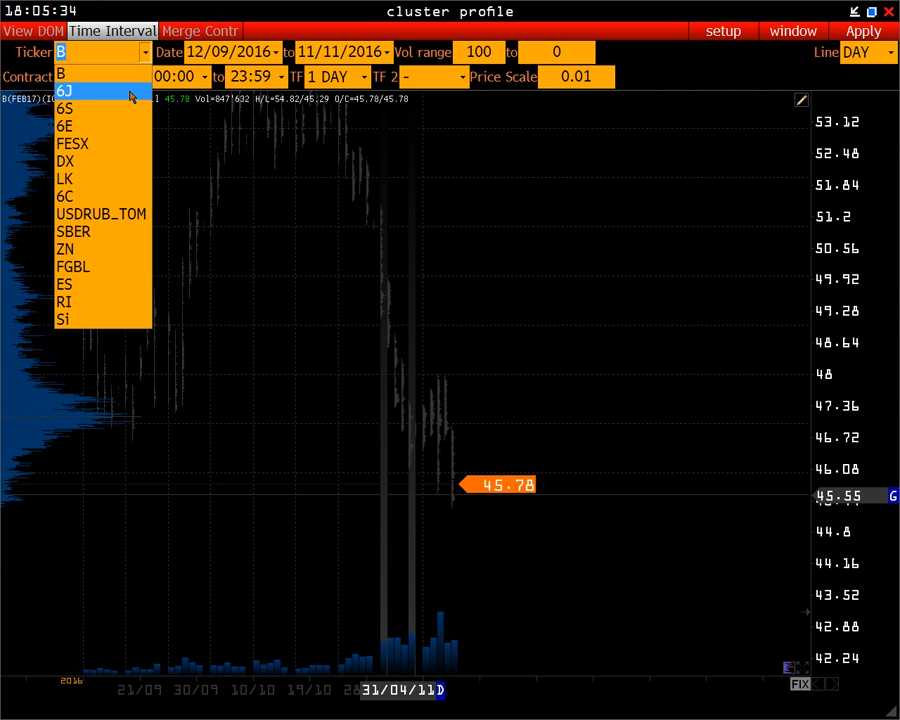 18:05:34 cluster profile
View DOM Time Interval Merge Contr setup window Apply
Ticker B Date 12/09/2016 to 11/11/2016 Vol range 100 to 0 Line DAY
Contract 00:00 to 23:59 TF 1 DAY TF 2 - Price Scale 0.01
B
6J
6S
6E
FESX
DX
LK
6C
USDRUB_TOM
SBER
ZN
FGBL
ES
RI
Si
B(FEB17) 45.78 Vol=847'632 H/L=54.82/45.29 O/C=45.78/45.78
53.12
52.48
51.84
51.2
50.56
49.92
49.28
48.64
48
47.36
46.72
46.08
45.78
45.55 G
44.8
44.16
43.52
42.88
42.24
2016
FIX
21/09 30/09 10/10 19/10 31/04/11 D